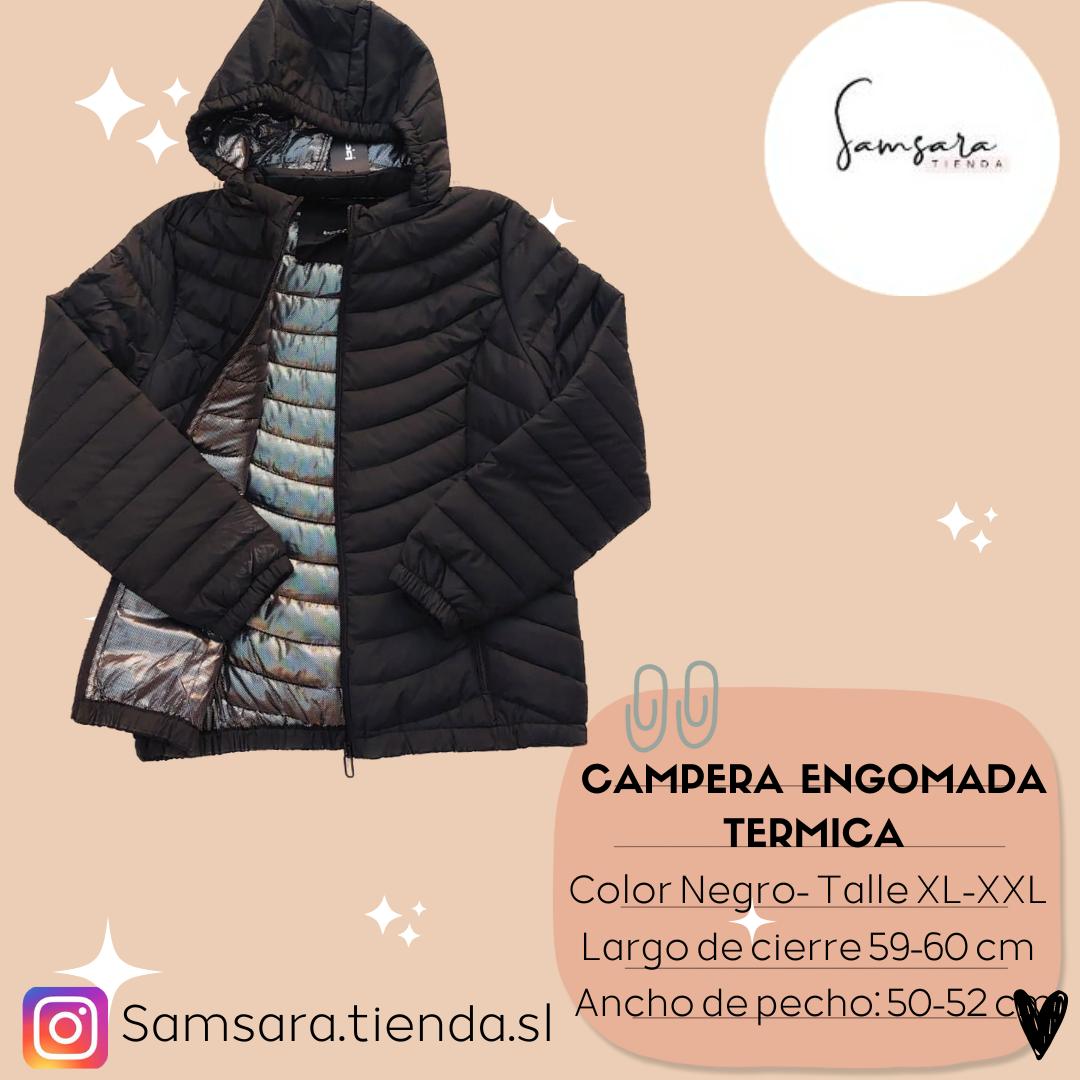 Samsara
TIENDA
CAMPERA ENGOMADA
TERMICA
Color Negro- Talle XL-XXL
Largo de cierre 59-60 cm
Ancho de pecho: 50-52 cm
Samsara.tienda.sl